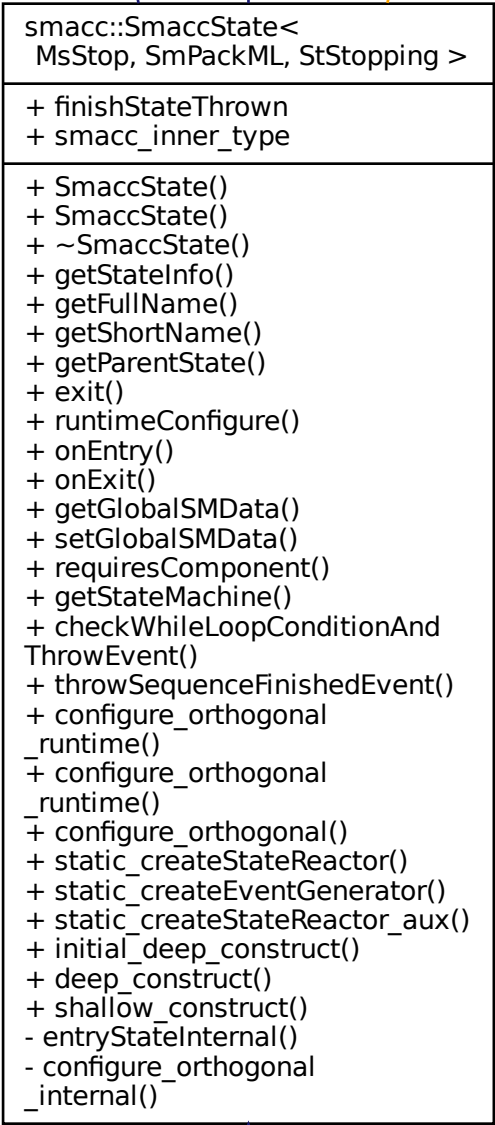 smacc::SmaccState<
MsStop, SmPackML, StStopping >
+ finishStateThrown
+ smacc_inner_type
+ SmaccState()
+ SmaccState()
+ ~SmaccState()
+ getStateInfo()
+ getFullName()
+ getShortName()
+ getParentState()
+ exit()
+ runtimeConfigure()
+ onEntry()
+ onExit()
+ getGlobalSMData()
+ setGlobalSMData()
+ requiresComponent()
+ getStateMachine()
+ checkWhileLoopConditionAnd
ThrowEvent()
+ throwSequenceFinishedEvent()
+ configure_orthogonal
_runtime()
+ configure_orthogonal
_runtime()
+ configure_orthogonal()
+ static_createStateReactor()
+ static_createEventGenerator()
+ static_createStateReactor_aux()
+ initial_deep_construct()
+ deep_construct()
+ shallow_construct()
- entryStateInternal()
- configure_orthogonal
_internal()